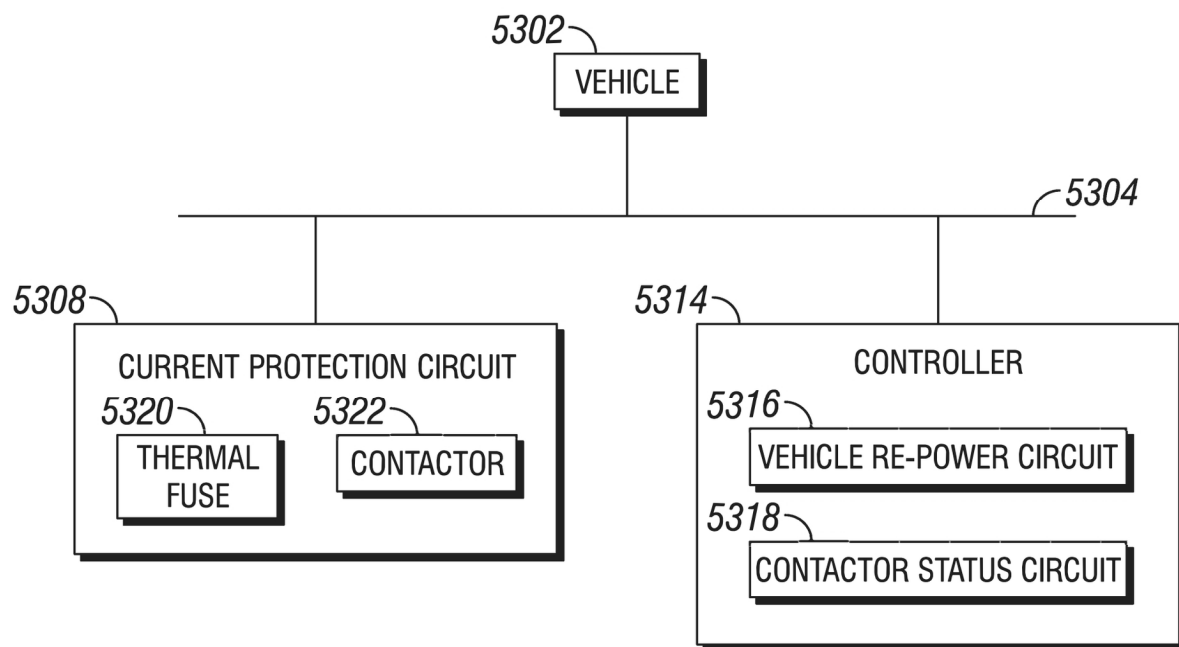 5302
VEHICLE
5304
5308
CURRENT PROTECTION CIRCUIT
5320
THERMAL
FUSE
5322
CONTACTOR
5314
CONTROLLER
5316
VEHICLE RE-POWER CIRCUIT
5318
CONTACTOR STATUS CIRCUIT